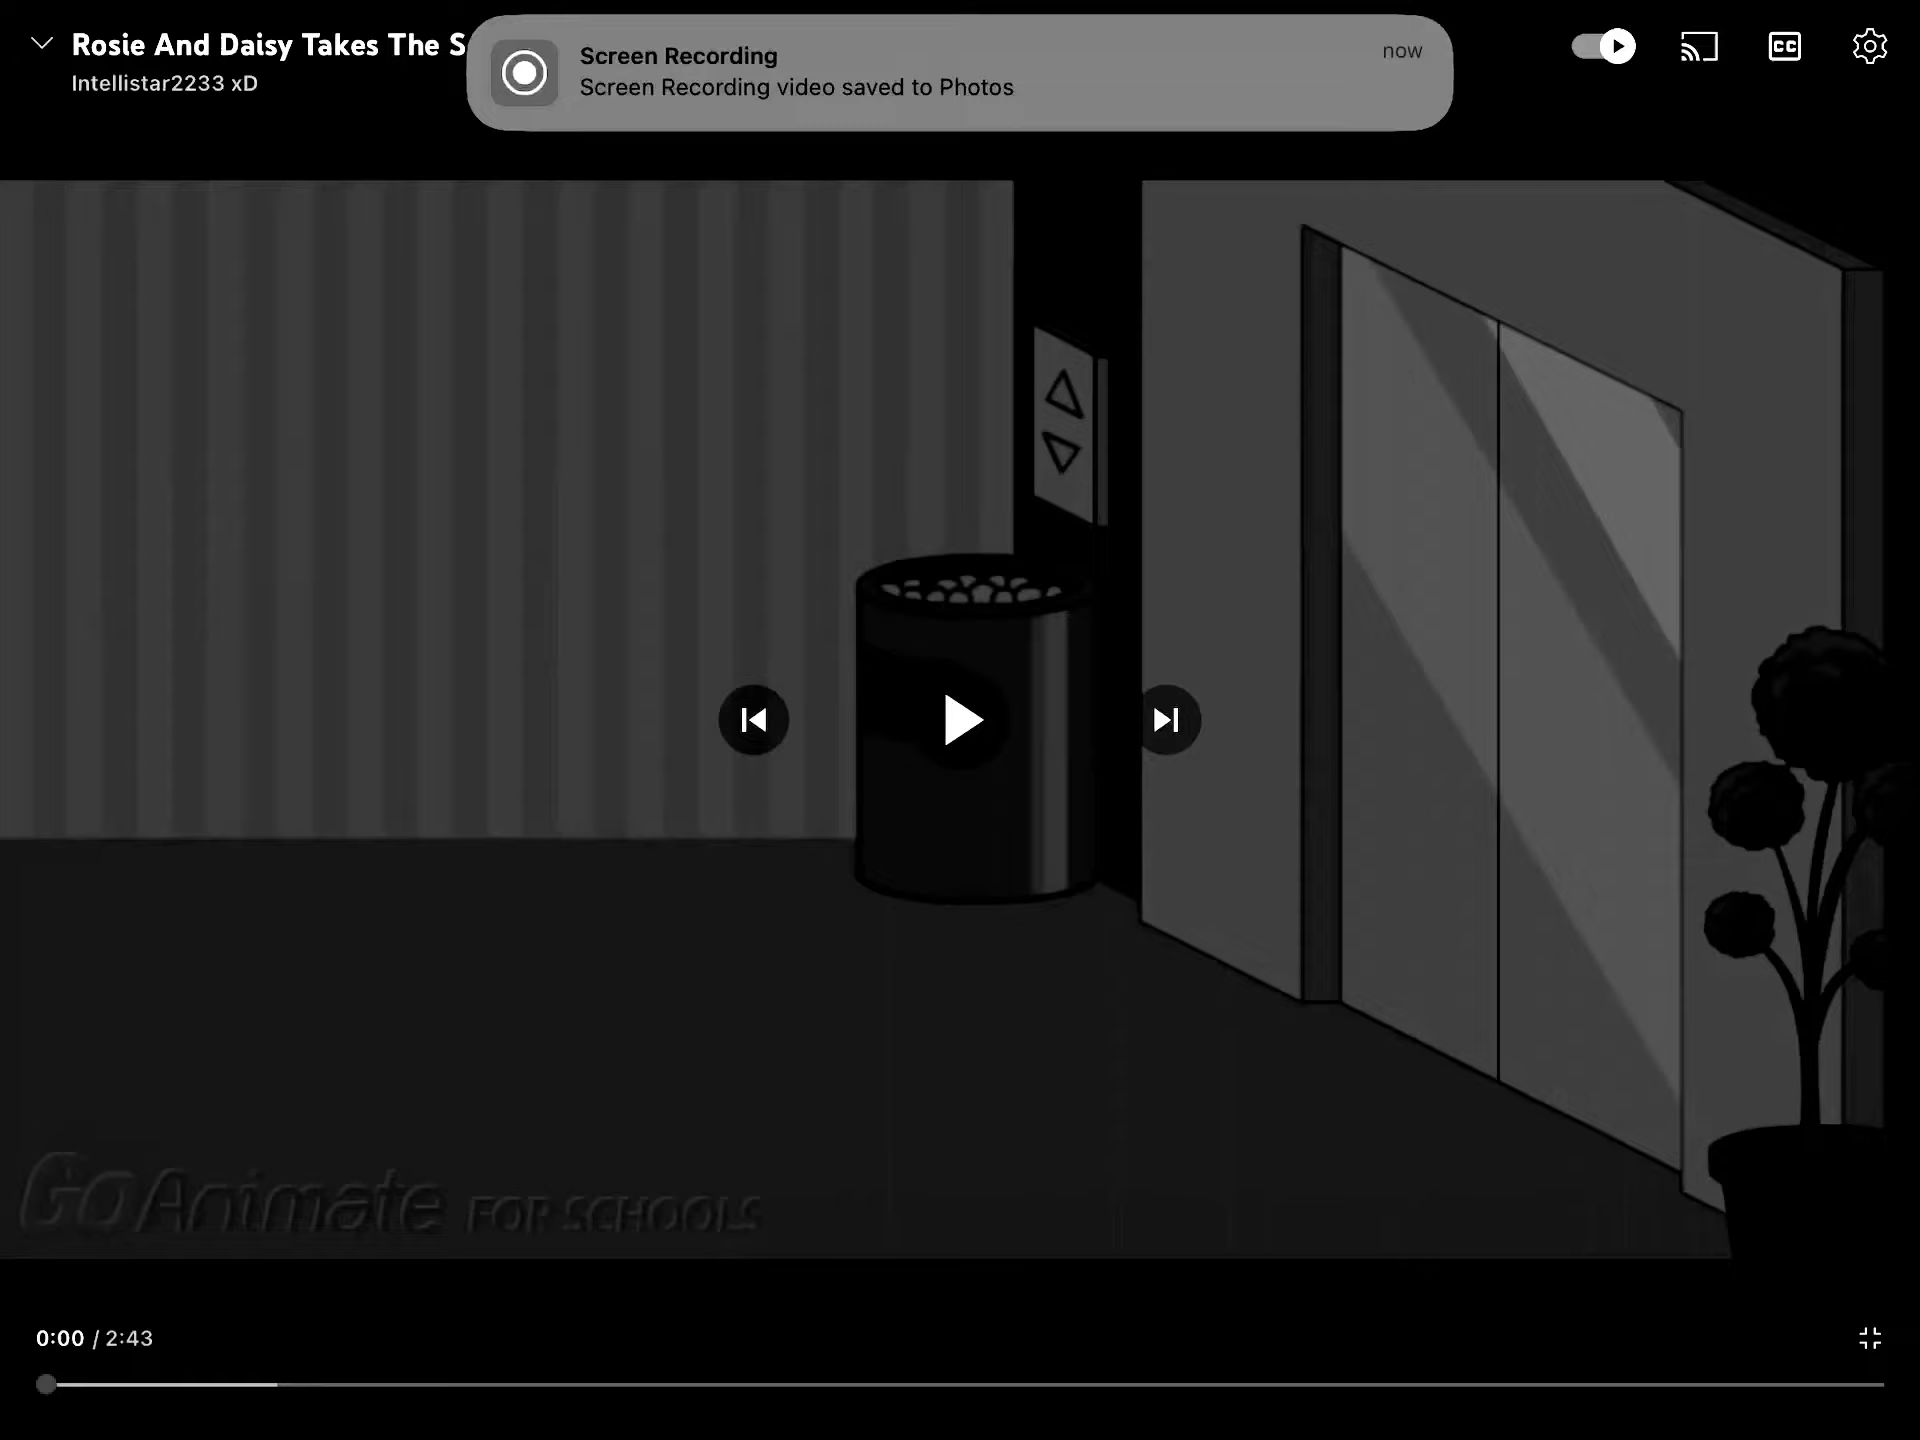 Rosie And Daisy Takes The S
Intellistar2233 xD
Screen Recording
now
Screen Recording video saved to Photos
CC
GoAnimate FOR SCHOOLS
0:00 / 2:43